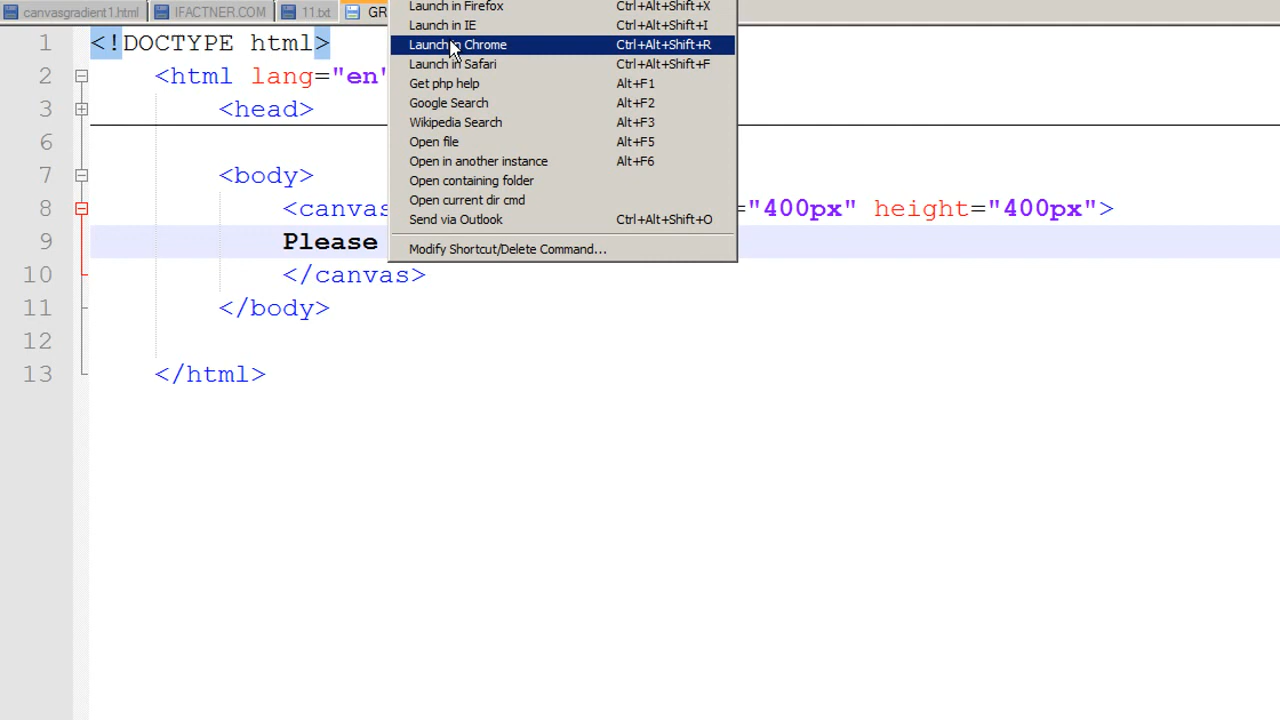 canvasgradient1.html IFACTNER.COM 11.txt GR
Launch in Firefox Ctrl+Alt+Shift+X
Launch in IE Ctrl+Alt+Shift+I
Launch in Chrome Ctrl+Alt+Shift+R
Launch in Safari Ctrl+Alt+Shift+F
Get php help Alt+F1
Google Search Alt+F2
Wikipedia Search Alt+F3
Open file Alt+F5
Open in another instance Alt+F6
Open containing folder
Open current dir cmd
Send via Outlook Ctrl+Alt+Shift+O
Modify Shortcut/Delete Command...
1 <!DOCTYPE html>
2 <html lang="en"
3 <head>
6
7 <body>
8 <canvas ="400px" height="400px">
9 Please
10 </canvas>
11 </body>
12
13 </html>